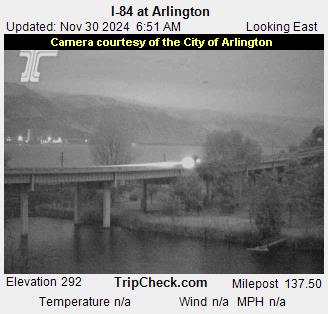 I-84 at Arlington
Updated: Nov 30 2024 6:51 AM Looking East
Camera courtesy of the City of Arlington
Elevation 292 TripCheck.com Milepost 137.50
Temperature n/a Wind n/a MPH n/a